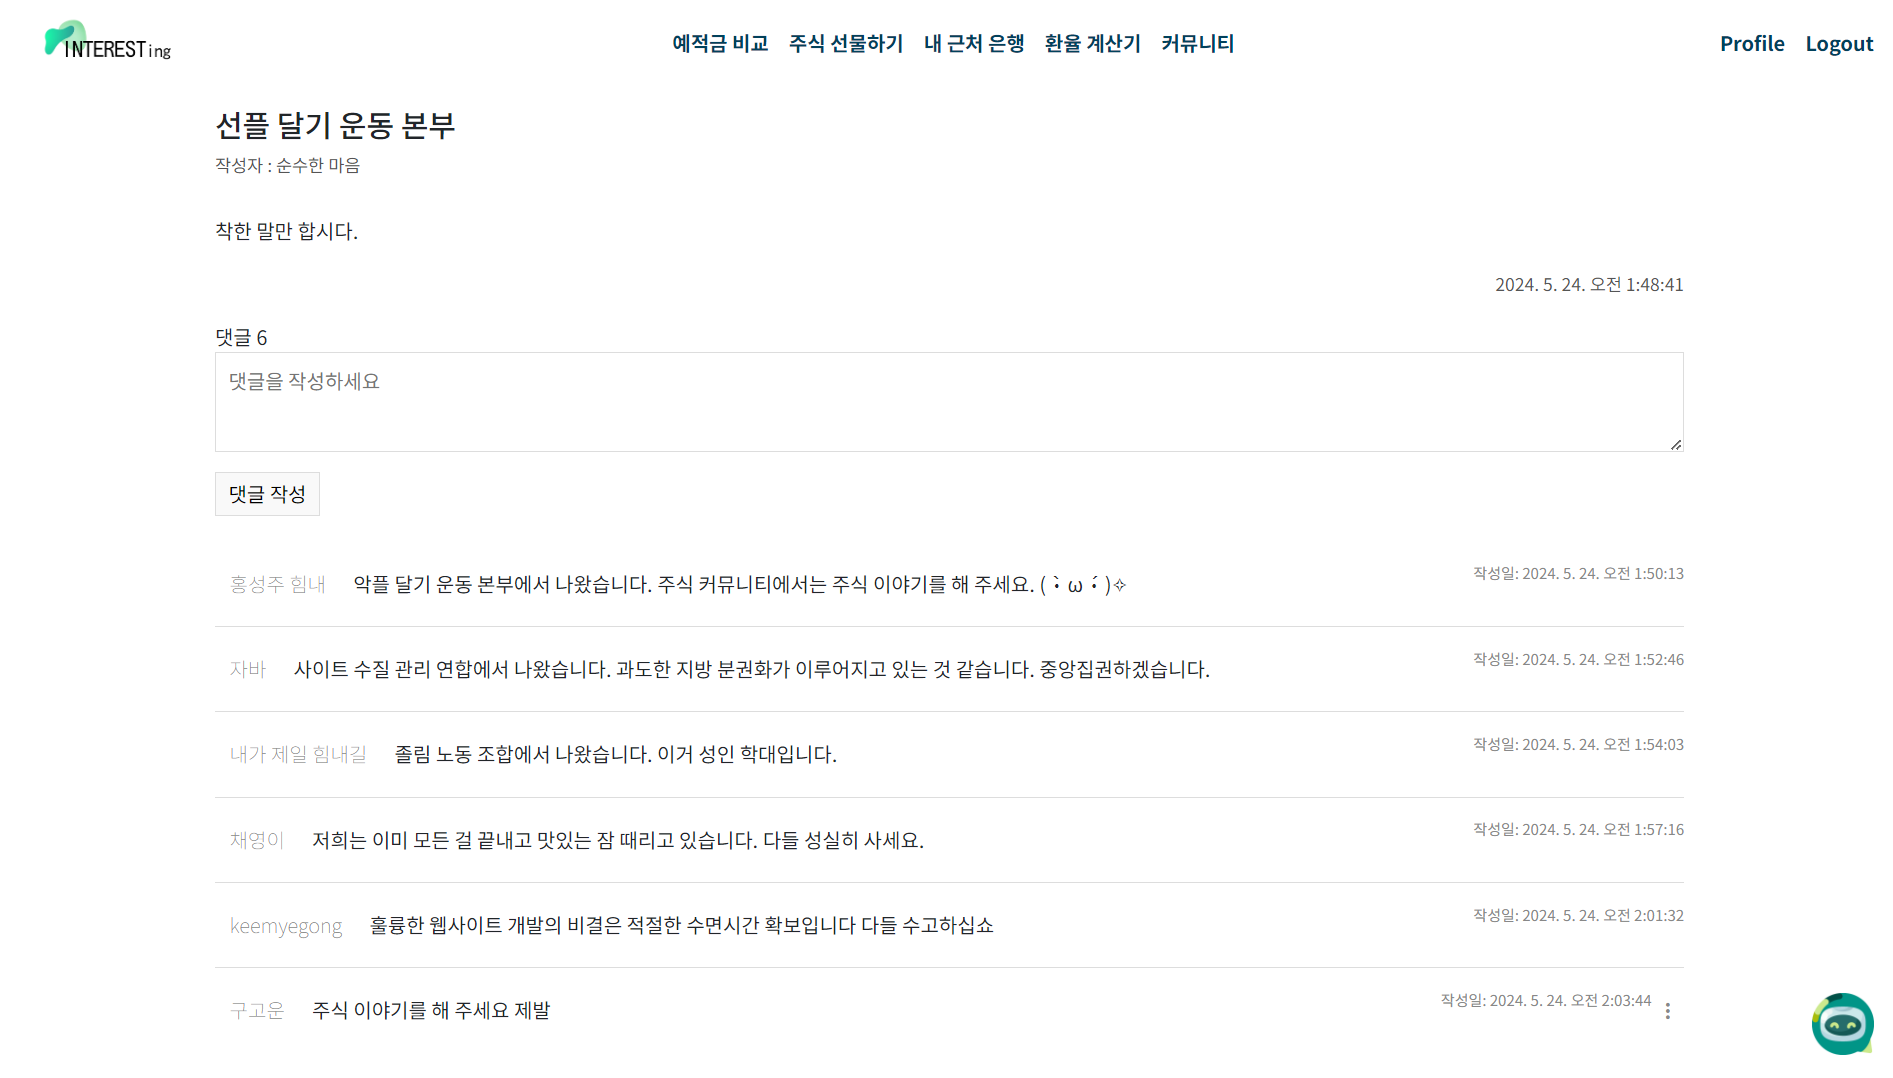 INTERESTing
예적금 비교 주식 선물하기 내 근처 은행 환율 계산기 커뮤니티
Profile Logout
선플 달기 운동 본부
작성자 : 순수한 마음
착한 말만 합시다.
2024. 5. 24. 오전 1:48:41
댓글 6
댓글을 작성하세요
댓글 작성
홍성주 힘내 악플 달기 운동 본부에서 나왔습니다. 주식 커뮤니티에서는 주식 이야기를 해 주세요. ( •̀ ω •́ )✧ 작성일: 2024. 5. 24. 오전 1:50:13
자바 사이트 수질 관리 연합에서 나왔습니다. 과도한 지방 분권화가 이루어지고 있는 것 같습니다. 중앙집권하겠습니다. 작성일: 2024. 5. 24. 오전 1:52:46
내가 제일 힘내길 졸림 노동 조합에서 나왔습니다. 이거 성인 학대입니다. 작성일: 2024. 5. 24. 오전 1:54:03
채영이 저희는 이미 모든 걸 끝내고 맛있는 잠 때리고 있습니다. 다들 성실히 사세요. 작성일: 2024. 5. 24. 오전 1:57:16
keemyegong 훌륭한 웹사이트 개발의 비결은 적절한 수면시간 확보입니다 다들 수고하십쇼 작성일: 2024. 5. 24. 오전 2:01:32
구고운 주식 이야기를 해 주세요 제발 작성일: 2024. 5. 24. 오전 2:03:44